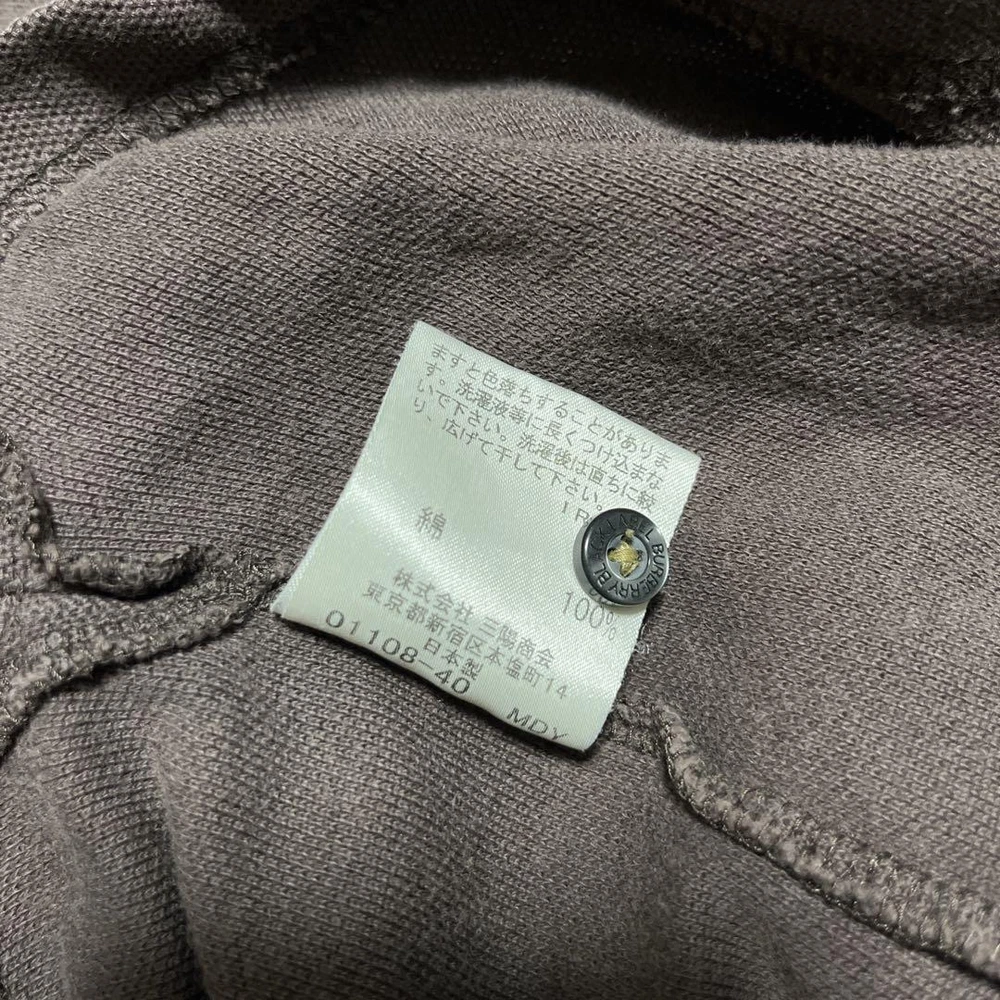 ますと色落ちすることがありま
す。洗濯液等に長くつけ込まな
いで下さい。洗濯後は直ちに絞
り、広げて干して下さい。
綿
100%
株式会社 三陽商会
東京都新宿区本塩町14
日本製
01108-40
MDY
BURBERRY BL LABEL